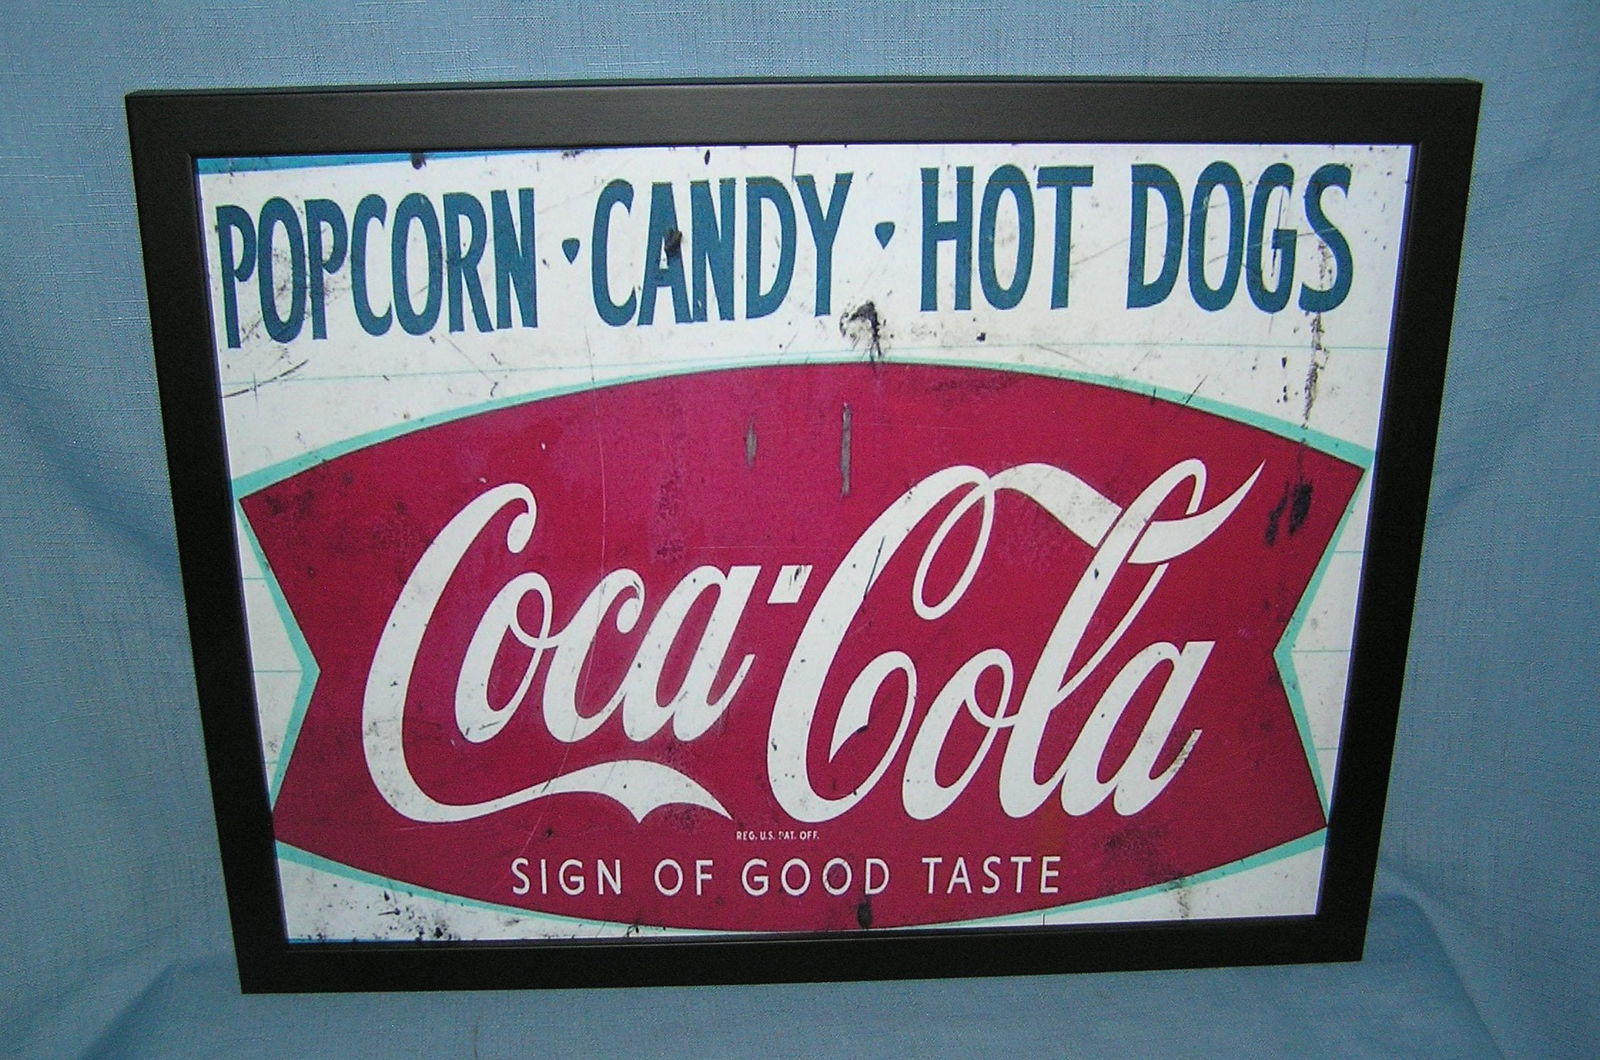 POPCORN · CANDY · HOT DOGS
Coca-Cola
REG. U.S. PAT. OFF.
SIGN OF GOOD TASTE